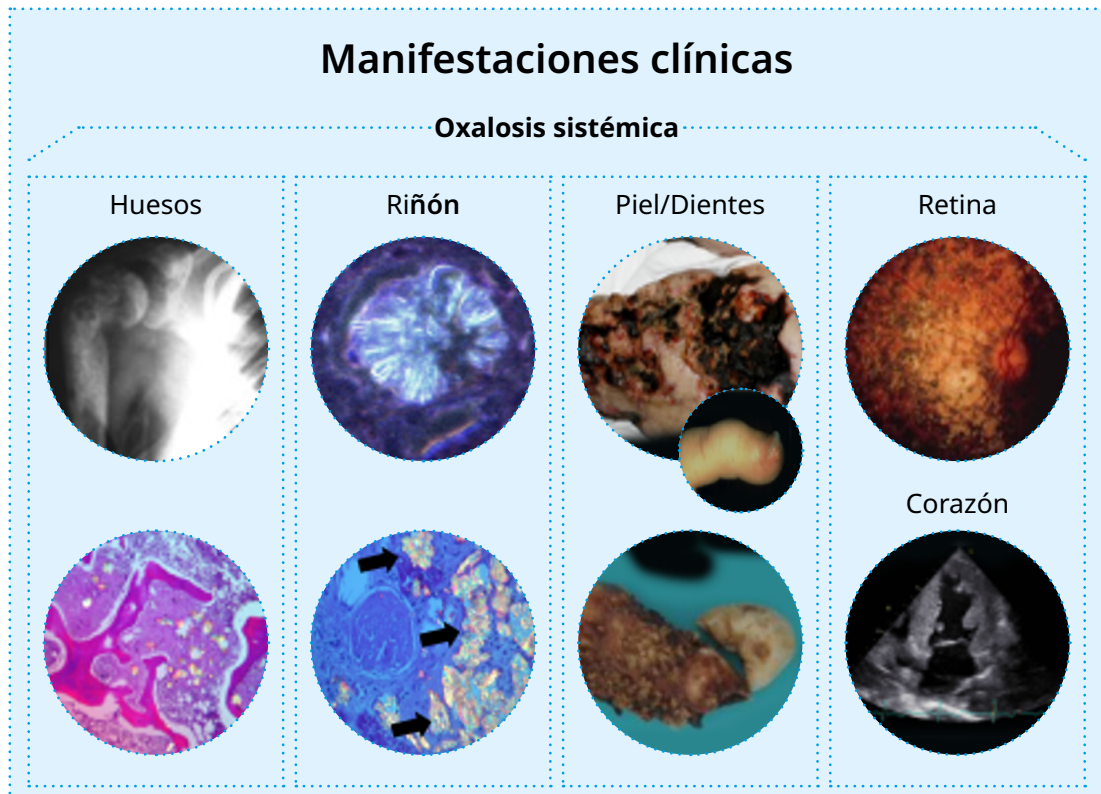 Manifestaciones clínicas
Oxalosis sistémica
Huesos
Riñón
Piel/Dientes
Retina
Corazón